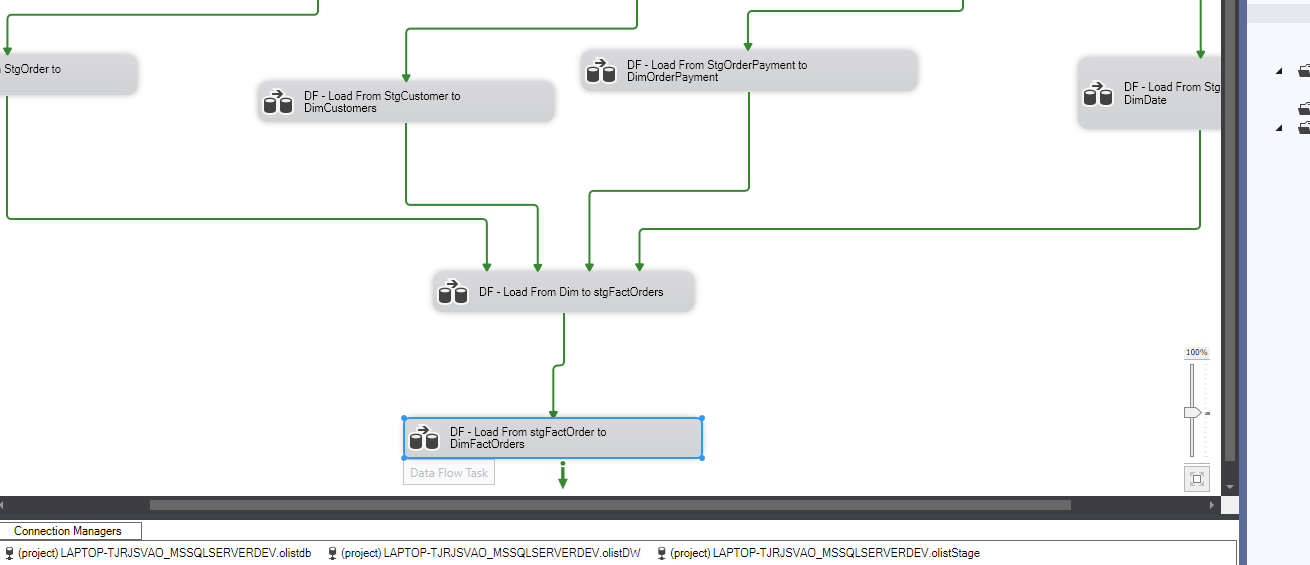 StgOrder to
DF - Load From StgCustomer to
DimCustomers
DF - Load From StgOrderPayment to
DimOrderPayment
DF - Load From Stg
DimDate
DF - Load From Dim to stgFactOrders
100%
DF - Load From stgFactOrder to
DimFactOrders
Data Flow Task
Connection Managers
(project) LAPTOP-TJRJSVAO_MSSQLSERVERDEV.olistdb
(project) LAPTOP-TJRJSVAO_MSSQLSERVERDEV.olistDW
(project) LAPTOP-TJRJSVAO_MSSQLSERVERDEV.olistStage